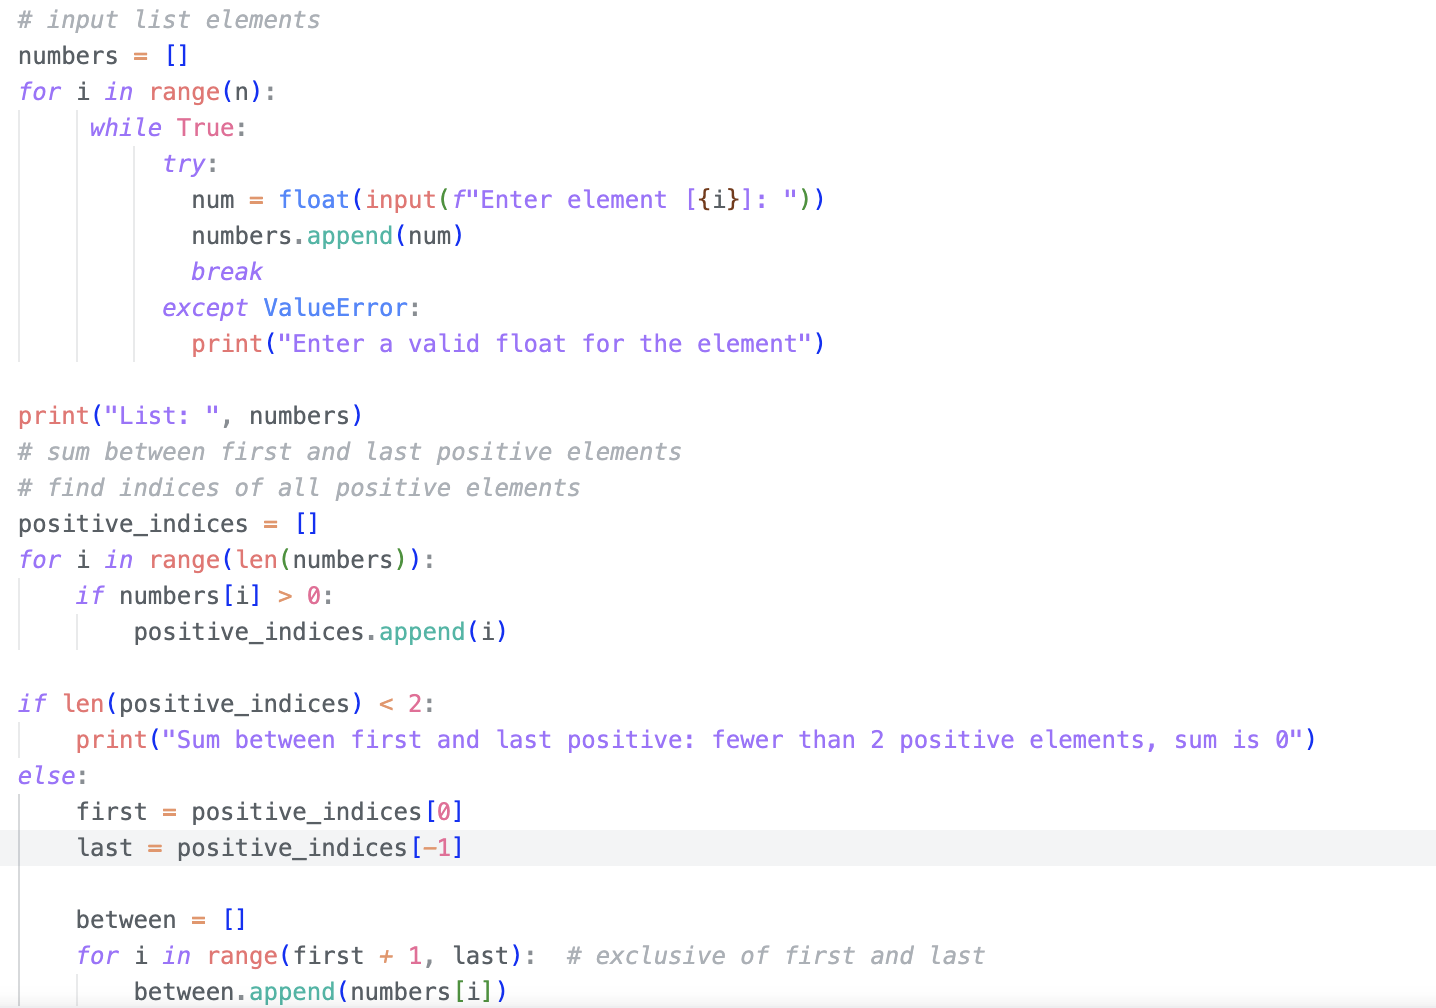 # input list elements
numbers = []
for i in range(n):
     while True:
          try:
            num = float(input(f"Enter element [{i}]: "))
            numbers.append(num)
            break
          except ValueError:
            print("Enter a valid float for the element")

print("List: ", numbers)
# sum between first and last positive elements
# find indices of all positive elements
positive_indices = []
for i in range(len(numbers)):
    if numbers[i] > 0:
        positive_indices.append(i)

if len(positive_indices) < 2:
    print("Sum between first and last positive: fewer than 2 positive elements, sum is 0")
else:
    first = positive_indices[0]
    last = positive_indices[-1]

    between = []
    for i in range(first + 1, last):  # exclusive of first and last
        between.append(numbers[i])